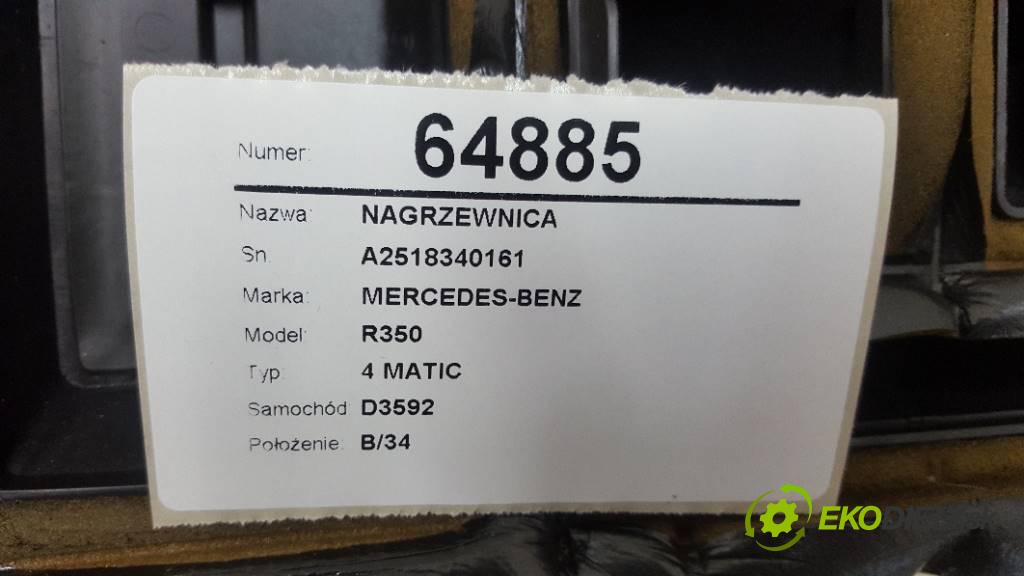 Numer: 64885
Nazwa: NAGRZEWNICA
Sn A2518340161
Marka: MERCEDES-BENZ
Model: R350
Typ: 4 MATIC
Samochód D3592
Położenie: B/34